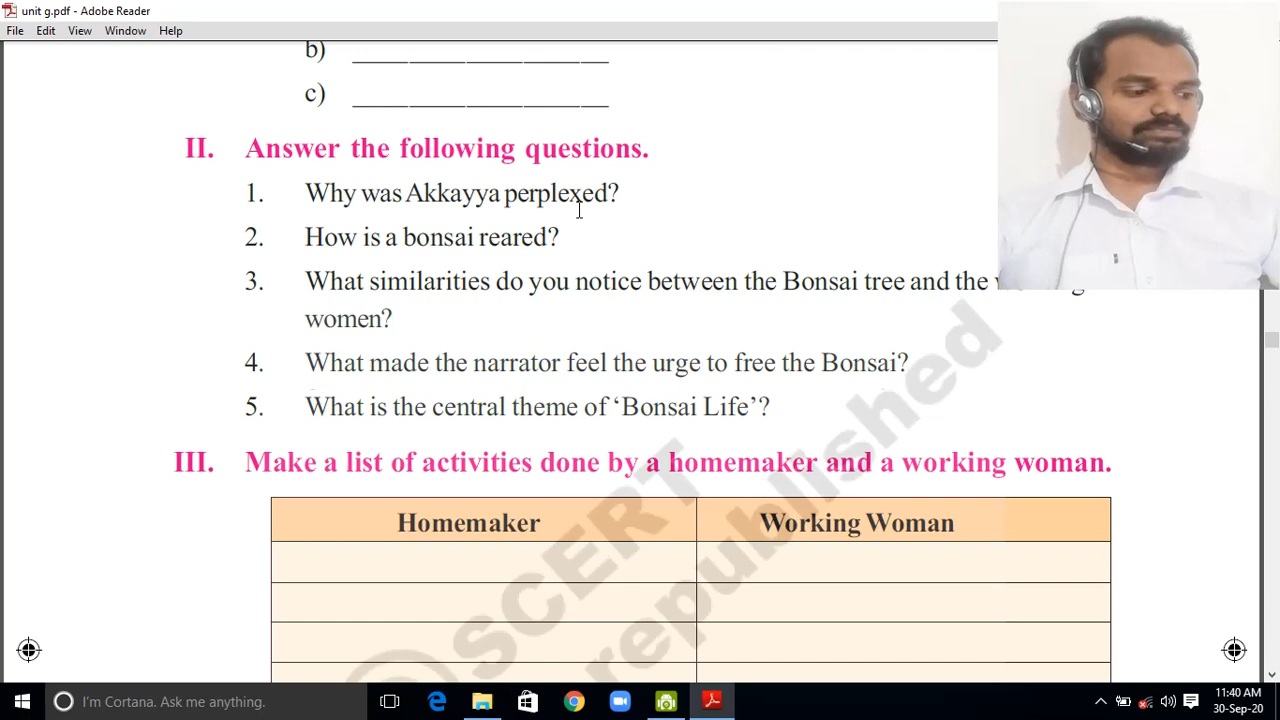 unit g.pdf - Adobe Reader
File Edit View Window Help
b) ____________________
c) ____________________
II. Answer the following questions.
1. Why was Akkayya perplexed?
2. How is a bonsai reared?
3. What similarities do you notice between the Bonsai tree and the
women?
4. What made the narrator feel the urge to free the Bonsai?
5. What is the central theme of ‘Bonsai Life’?
III. Make a list of activities done by a homemaker and a working woman.
Homemaker Working Woman
© SCERT
republished
I'm Cortana. Ask me anything.
11:40 AM
30-Sep-20